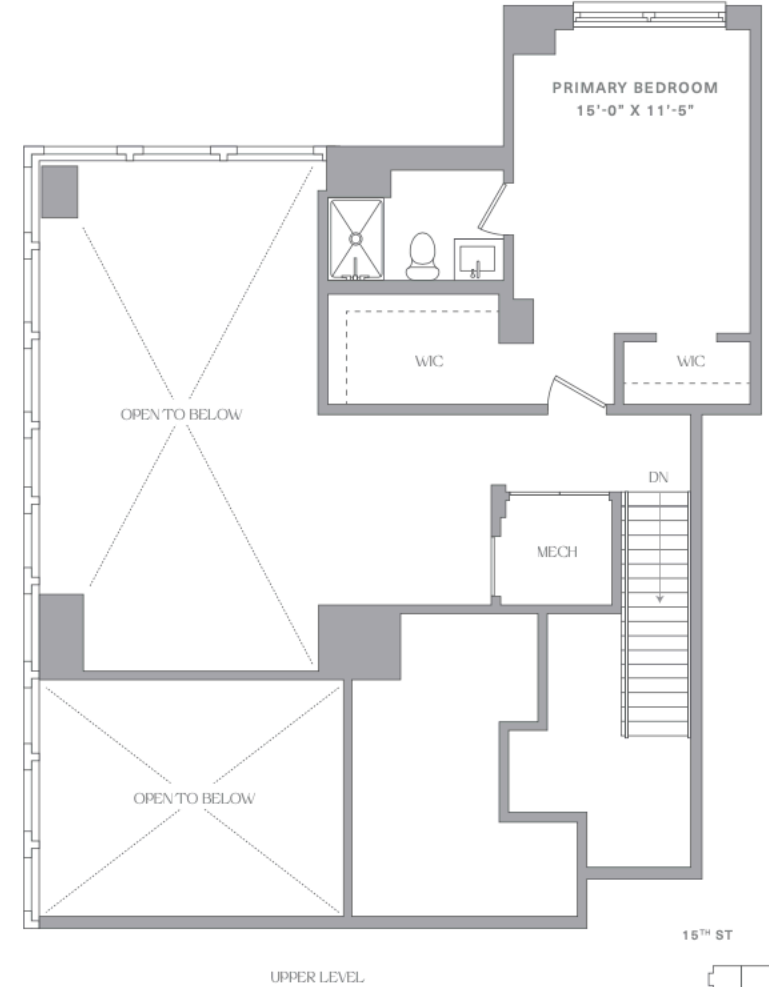 PRIMARY BEDROOM
15'-0" X 11'-5"
WIC
WIC
OPEN TO BELOW
DN
MECH
OPEN TO BELOW
15TH ST
UPPER LEVEL